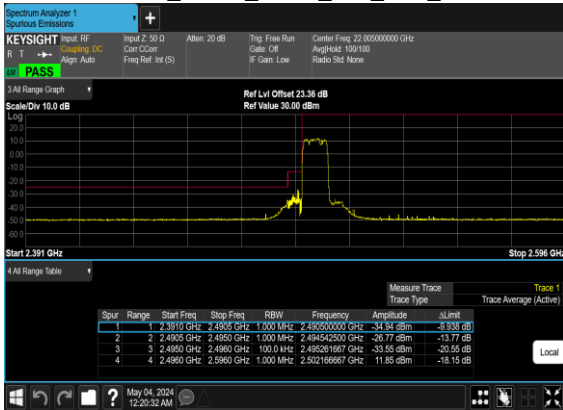 Spectrum Analyzer 1
Spurious Emissions
KEYSIGHT Input: RF Input Z: 50 Ω Atten: 20 dB Trig: Free Run Center Freq: 22.005000000 GHz
R T Coupling: DC Corr CCorr Gate: Off Avg|Hold: 100/100
Align: Auto Freq Ref: Int (S) IF Gain: Low Radio Std: None
PASS
3 All Range Graph
Scale/Div 10.0 dB
Ref Lvl Offset 23.36 dB
Ref Value 30.00 dBm
Log
20.0
10.0
0.00
-10.0
-20.0
-30.0
-40.0
-50.0
-60.0
Start 2.391 GHz Stop 2.596 GHz
4 All Range Table
Measure Trace Trace 1
Trace Type Trace Average (Active)
Spur Range Start Freq Stop Freq RBW Frequency Amplitude ΔLimit
1 1 2.3910 GHz 2.4905 GHz 1.000 MHz 2.490500000 GHz -34.94 dBm -9.938 dB
2 2 2.4905 GHz 2.4950 GHz 1.000 MHz 2.494542500 GHz -26.77 dBm -13.77 dB
3 3 2.4950 GHz 2.4960 GHz 100.0 kHz 2.495261667 GHz -33.55 dBm -20.55 dB
4 4 2.4960 GHz 2.5960 GHz 1.000 MHz 2.502166667 GHz 11.85 dBm -18.15 dB
Local
May 04, 2024
12:20:32 AM